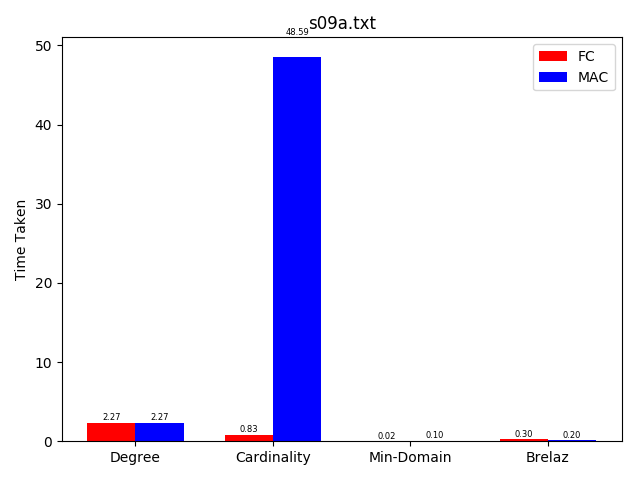 s09a.txt
48.59
FC
MAC
50
40
30
20
10
0
Time Taken
2.27
2.27
0.83
0.02
0.10
0.30
0.20
Degree
Cardinality
Min-Domain
Brelaz